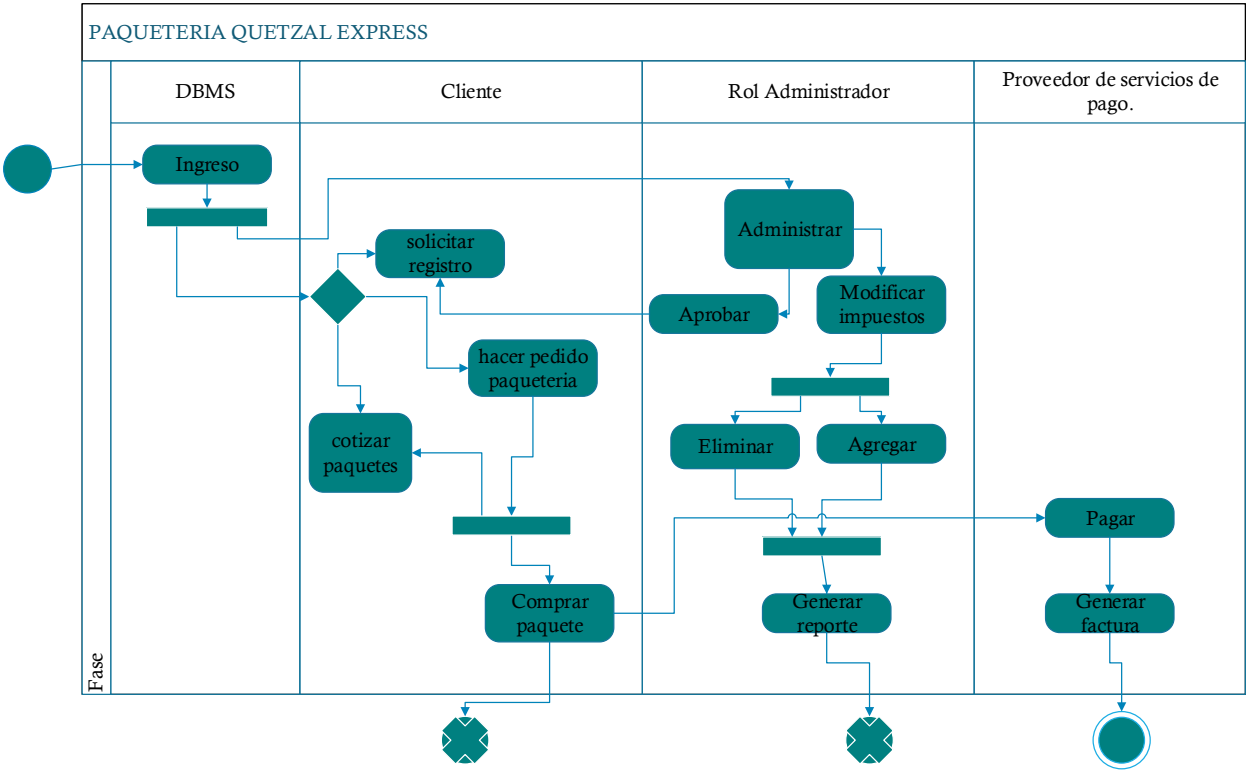 PAQUETERIA QUETZAL EXPRESS
DBMS
Cliente
Rol Administrador
Proveedor de servicios de
pago.
Ingreso
Administrar
solicitar
registro
Modificar
impuestos
Aprobar
hacer pedido
paqueteria
cotizar
paquetes
Eliminar
Agregar
Pagar
Comprar
paquete
Generar
reporte
Generar
factura
Fase